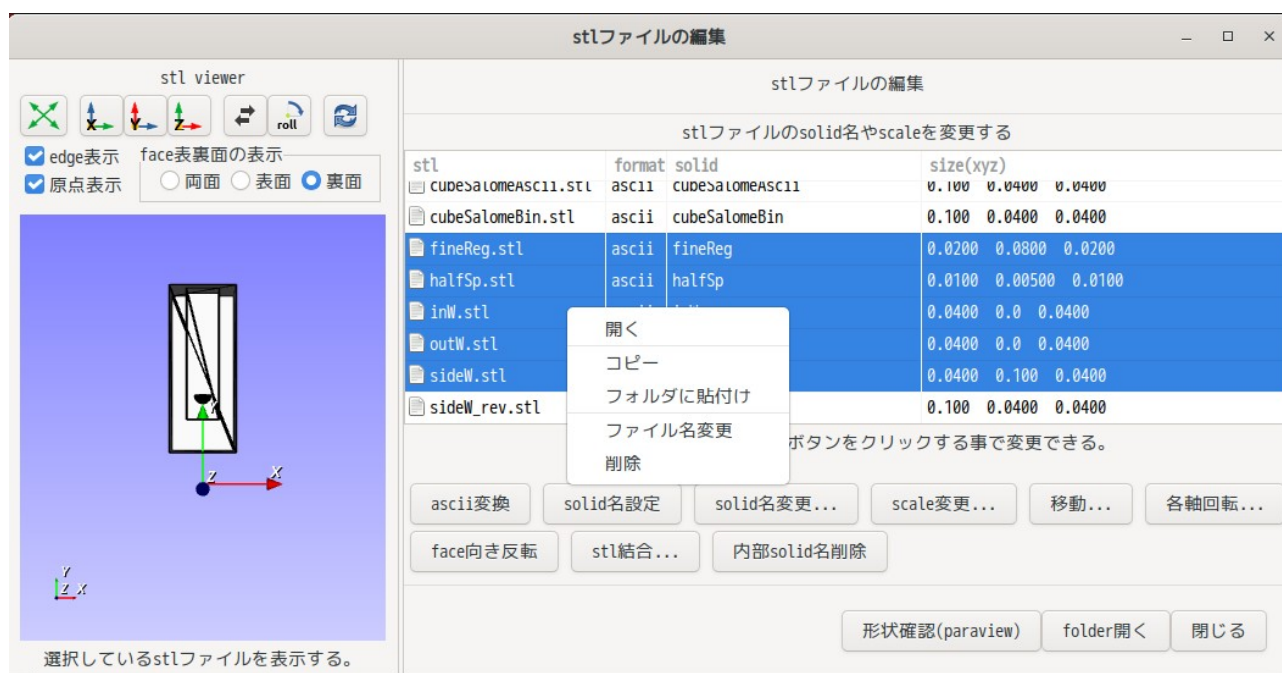 stlファイルの編集
stl viewer
X Y Z roll
edge表示 face表裏面の表示
原点表示 両面 表面 裏面
Y
Z X
Y
Z X
選択しているstlファイルを表示する。
stlファイルの編集
stlファイルのsolid名やscaleを変更する
stl format solid size(xyz)
cubeSalomeAscii.stl ascii cubeSalomeAscii 0.100 0.0400 0.0400
cubeSalomeBin.stl ascii cubeSalomeBin 0.100 0.0400 0.0400
fineReg.stl ascii fineReg 0.0200 0.0800 0.0200
halfSp.stl ascii halfSp 0.0100 0.00500 0.0100
inW.stl 0.0400 0.0 0.0400
outW.stl 0.0400 0.0 0.0400
sideW.stl 0.0400 0.100 0.0400
sideW_rev.stl 0.100 0.0400 0.0400
開く
コピー
フォルダに貼付け
ファイル名変更
削除
ボタンをクリックする事で変更できる。
ascii変換 solid名設定 solid名変更... scale変更... 移動... 各軸回転...
face向き反転 stl結合... 内部solid名削除
形状確認(paraview) folder開く 閉じる